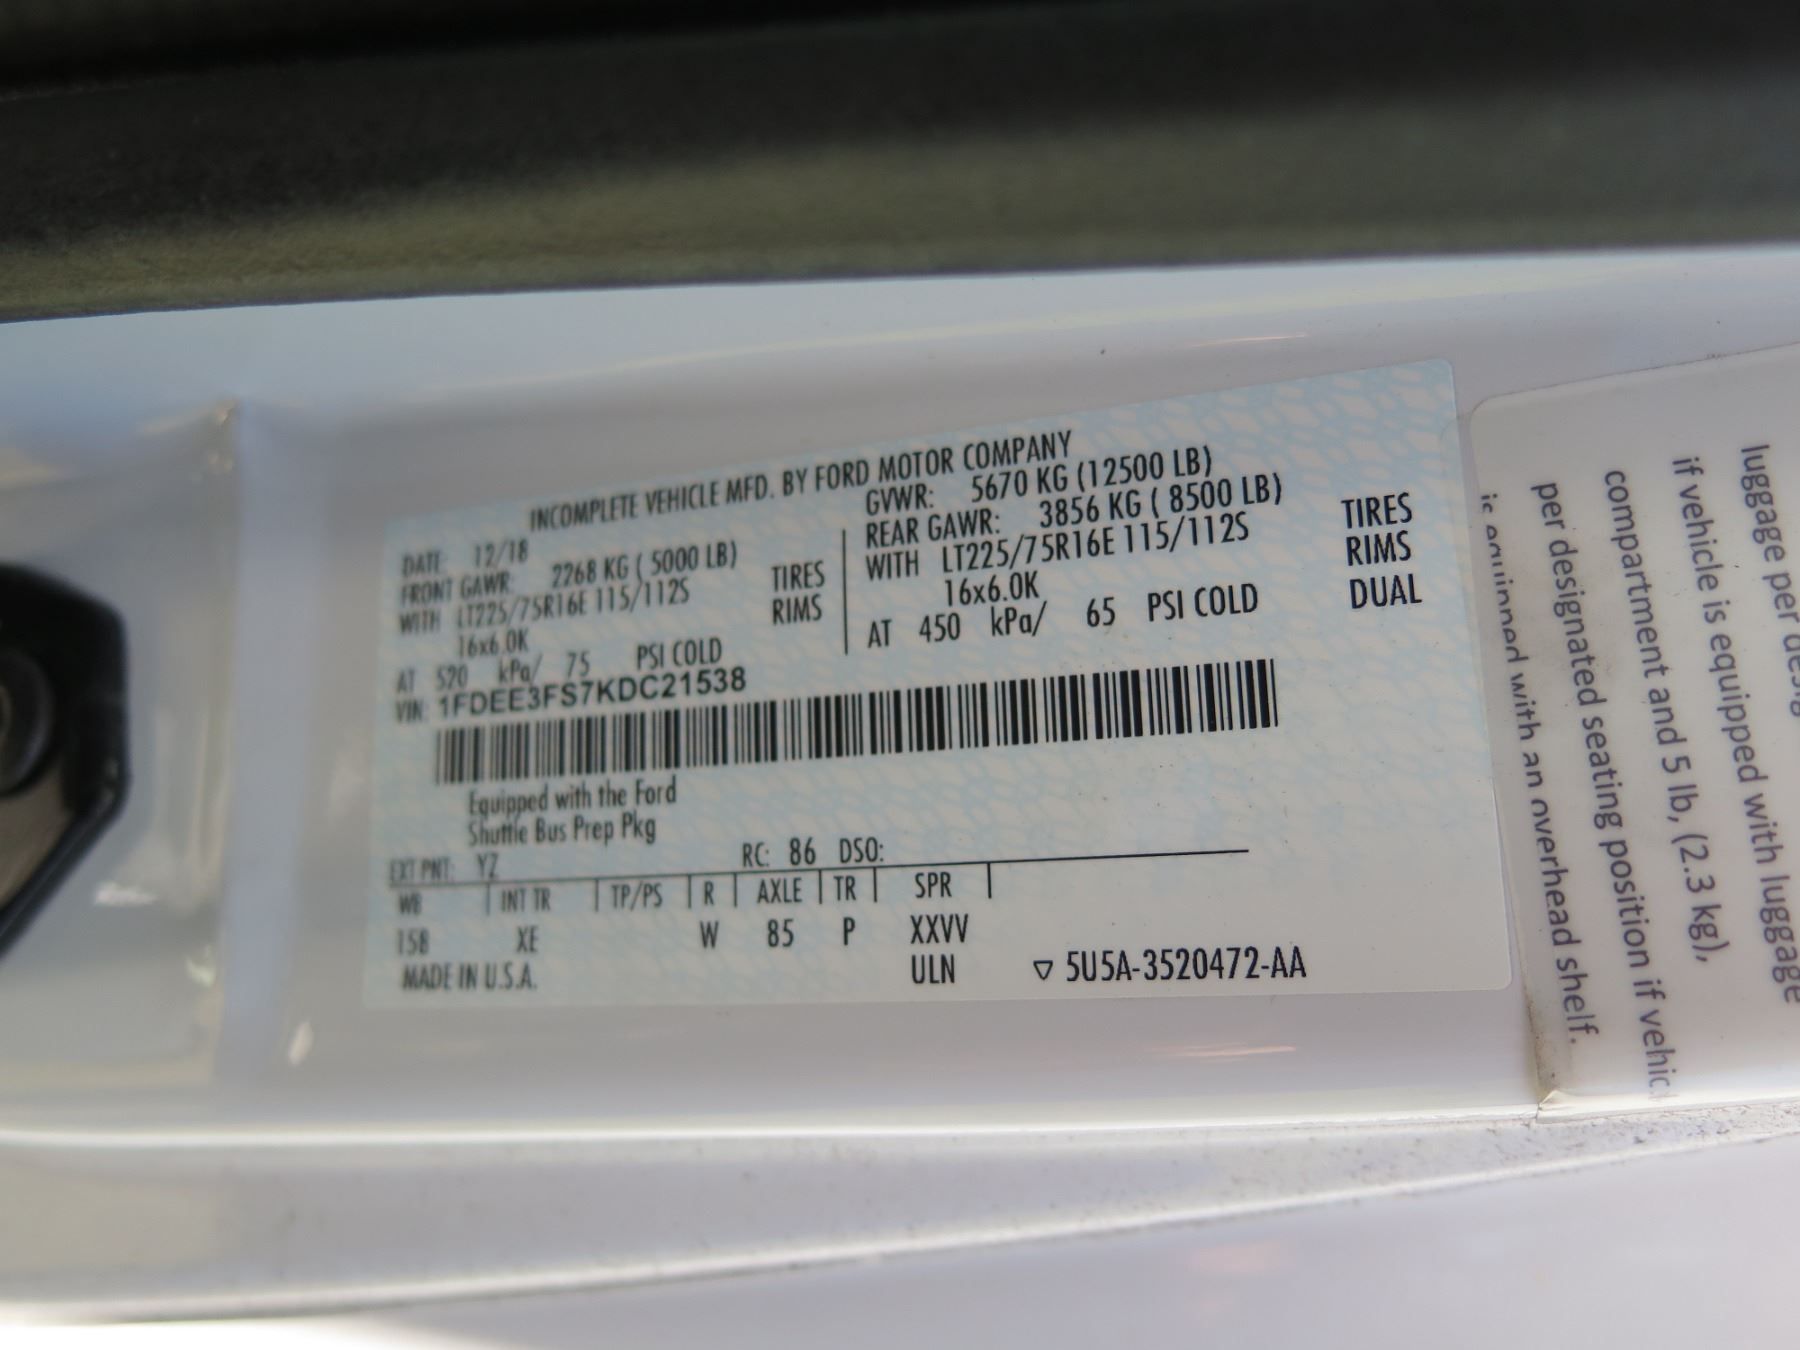 INCOMPLETE VEHICLE MFD. BY FORD MOTOR COMPANY
DATE: 12/18
GVWR: 5670 KG (12500 LB)
FRONT GAWR: 2268 KG ( 5000 LB)
WITH LT225/75R16E 115/112S TIRES
16x6.0K RIMS
AT 520 kPa/ 75 PSI COLD
REAR GAWR: 3856 KG ( 8500 LB)
WITH LT225/75R16E 115/112S TIRES
16x6.0K RIMS
AT 450 kPa/ 65 PSI COLD DUAL
VIN: 1FDEE3FS7KDC21538
Equipped with the Ford
Shuttle Bus Prep Pkg
EXT PNT: YZ RC: 86 DSO:
WB INT TR TP/PS R AXLE TR SPR
158 XE W 85 P XXVV
MADE IN U.S.A. ULN 5U5A-3520472-AA
luggage per
if vehicle is equipped with luggage
compartment and 5 lb, (2.3 kg),
per designated seating position if
is equipped with an overhead shelf.